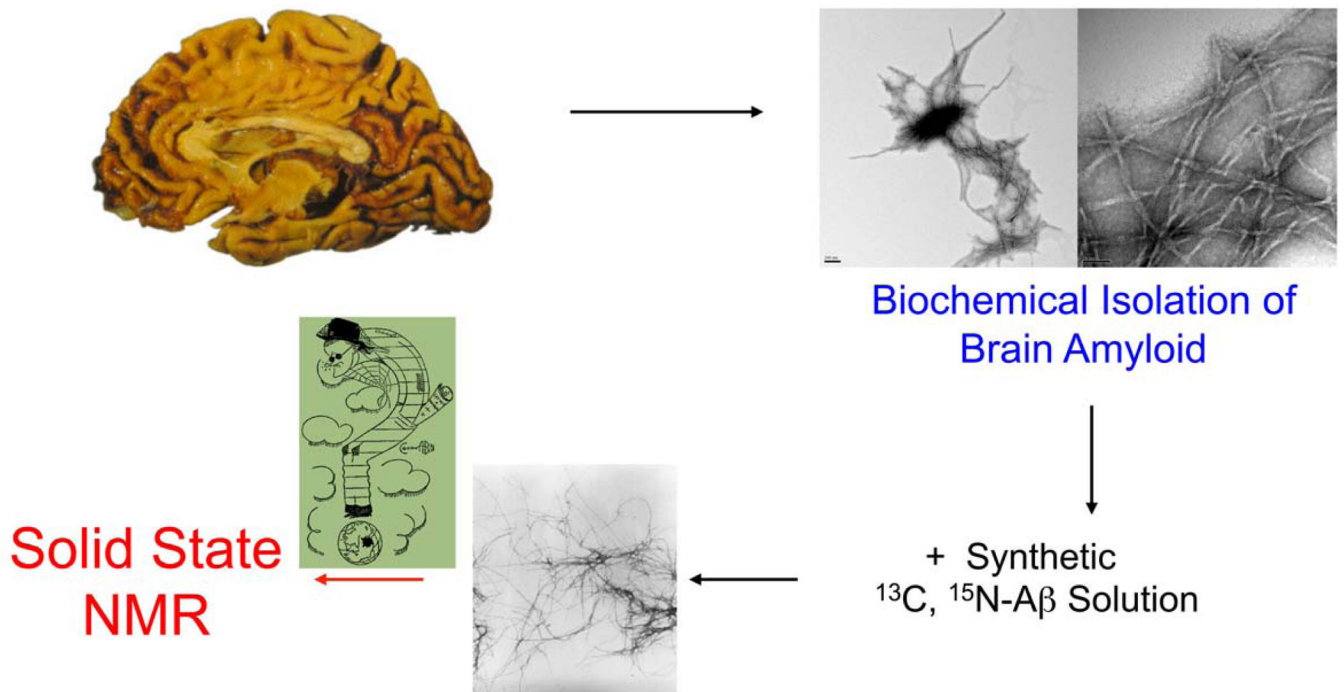 Biochemical Isolation of
Brain Amyloid
+ Synthetic
¹³C, ¹⁵N-Aβ Solution
Solid State
NMR